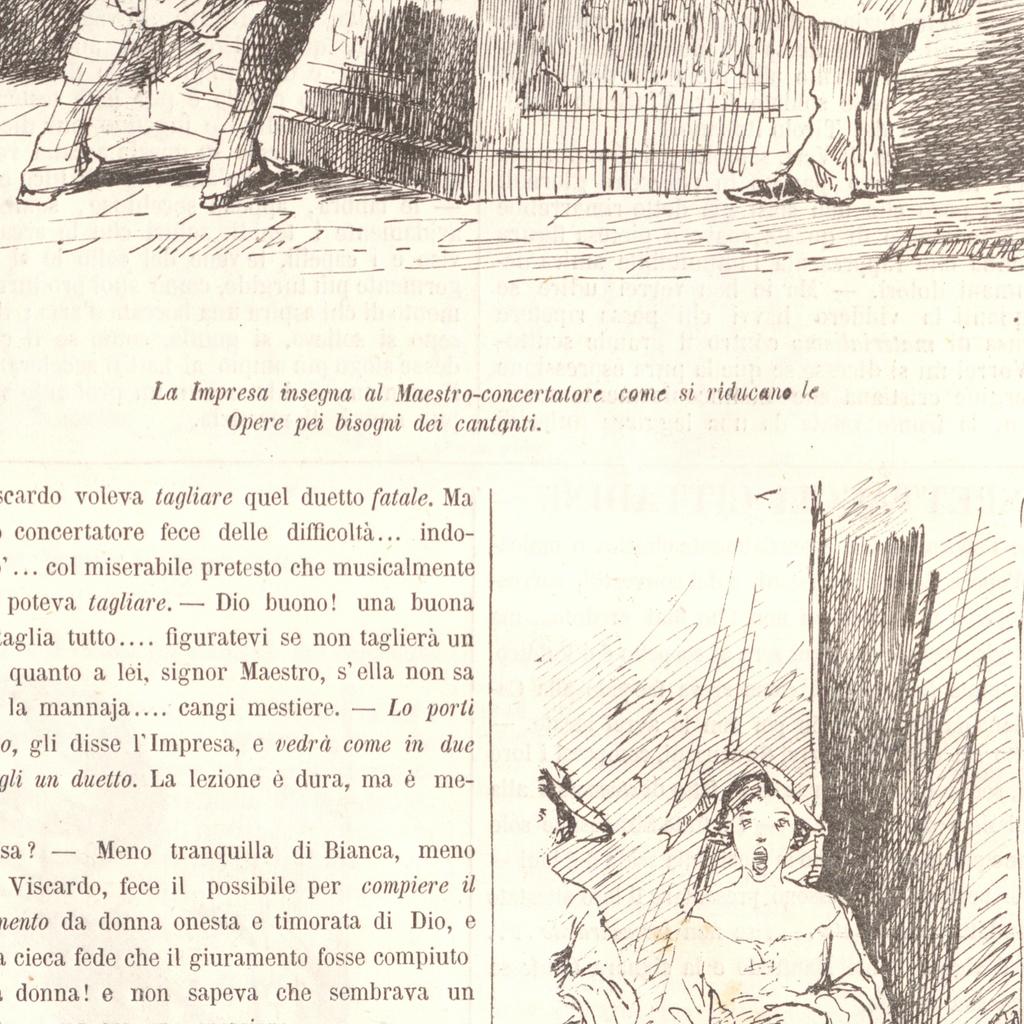 La Impresa insegna al Maestro-concertatore come si riducano le
Opere pei bisogni dei cantanti.
scardo voleva tagliare quel duetto fatale. Ma
concertatore fece delle difficoltà... indo-
'... col miserabile pretesto che musicalmente
poteva tagliare. — Dio buono! una buona
taglia tutto.... figuratevi se non taglierà un
quanto a lei, signor Maestro, s'ella non sa
la mannaja.... cangi mestiere. — Lo porti
o, gli disse l'Impresa, e vedrà come in due
gli un duetto. La lezione è dura, ma è me-
sa? — Meno tranquilla di Bianca, meno
Viscardo, fece il possibile per compiere il
mento da donna onesta e timorata di Dio, e
a cieca fede che il giuramento fosse compiuto
donna! e non sapeva che sembrava un